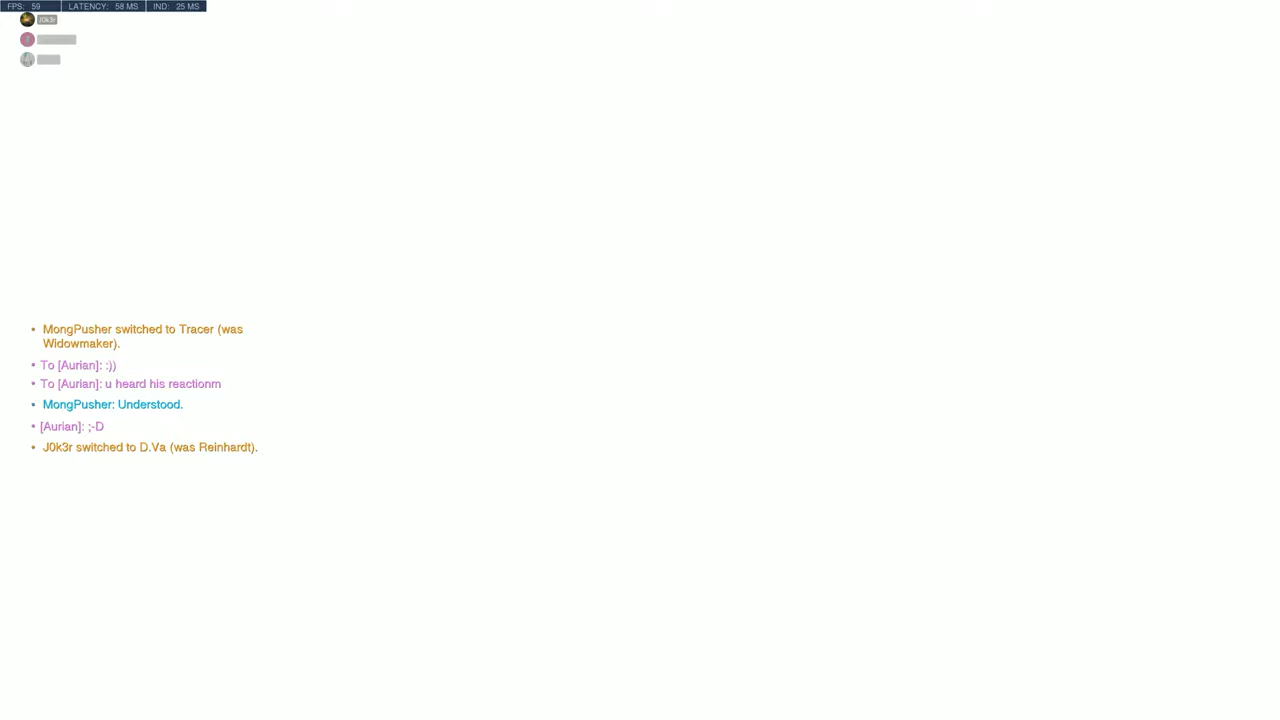 FPS: 59 LATENCY: 58 MS IND: 25 MS
J0k3r
• MongPusher switched to Tracer (was
Widowmaker).
• To [Aurian]: :))
• To [Aurian]: u heard his reactionm
• MongPusher: Understood.
• [Aurian]: ;-D
• J0k3r switched to D.Va (was Reinhardt).